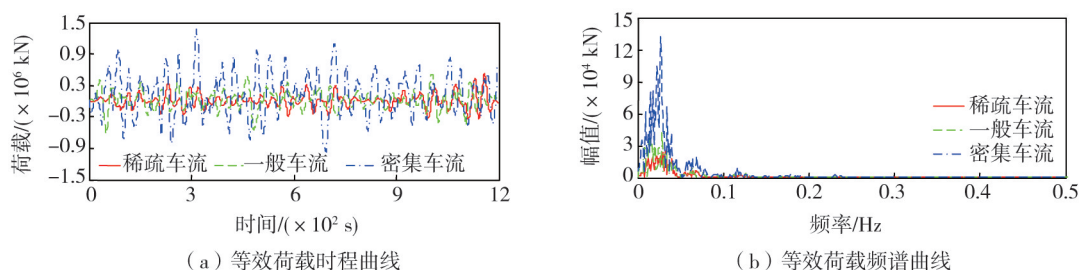 1.5
0.9
0.3
−0.3
−0.9
−1.5
荷载/(×10⁶ kN)
稀疏车流 一般车流 密集车流
0 3 6 9 12
时间/(×10² s)
(a)等效荷载时程曲线
15
12
9
6
3
0
幅值/(×10⁴ kN)
稀疏车流
一般车流
密集车流
0 0.1 0.2 0.3 0.4 0.5
频率/Hz
(b)等效荷载频谱曲线